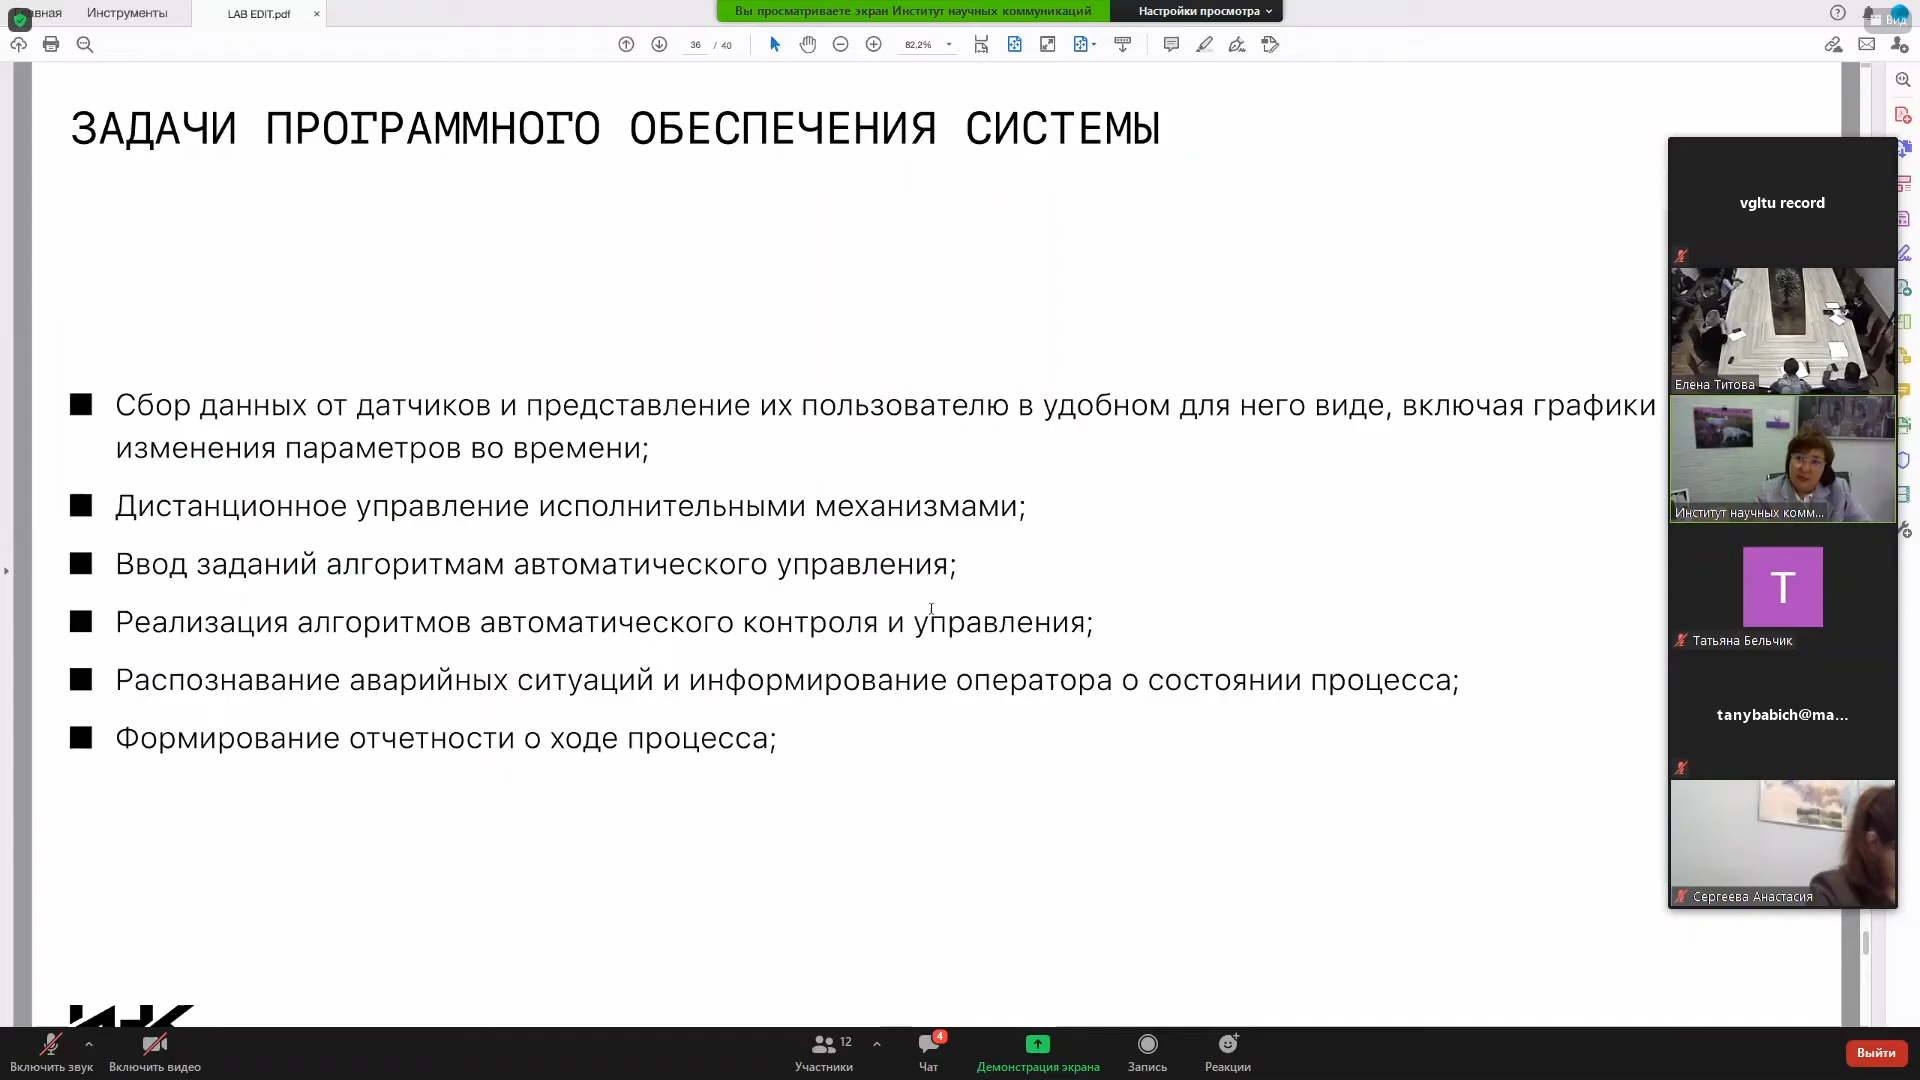 Главная
Инструменты
LAB EDIT.pdf
×
Вы просматриваете экран Институт научных коммуникаций
Настройки просмотра
Вид
36 / 40
82,2%
ЗАДАЧИ ПРОГРАММНОГО ОБЕСПЕЧЕНИЯ СИСТЕМЫ
Сбор данных от датчиков и представление их пользователю в удобном для него виде, включая графики
изменения параметров во времени;
Дистанционное управление исполнительными механизмами;
Ввод заданий алгоритмам автоматического управления;
Реализация алгоритмов автоматического контроля и управления;
Распознавание аварийных ситуаций и информирование оператора о состоянии процесса;
Формирование отчетности о ходе процесса;
vgltu record
Елена Титова
Институт научных комм...
Т
Татьяна Бельчик
tanybabich@ma...
Сергеева Анастасия
ИНК
Включить звук
Включить видео
12
Участники
4
Чат
Демонстрация экрана
Запись
Реакции
Выйти